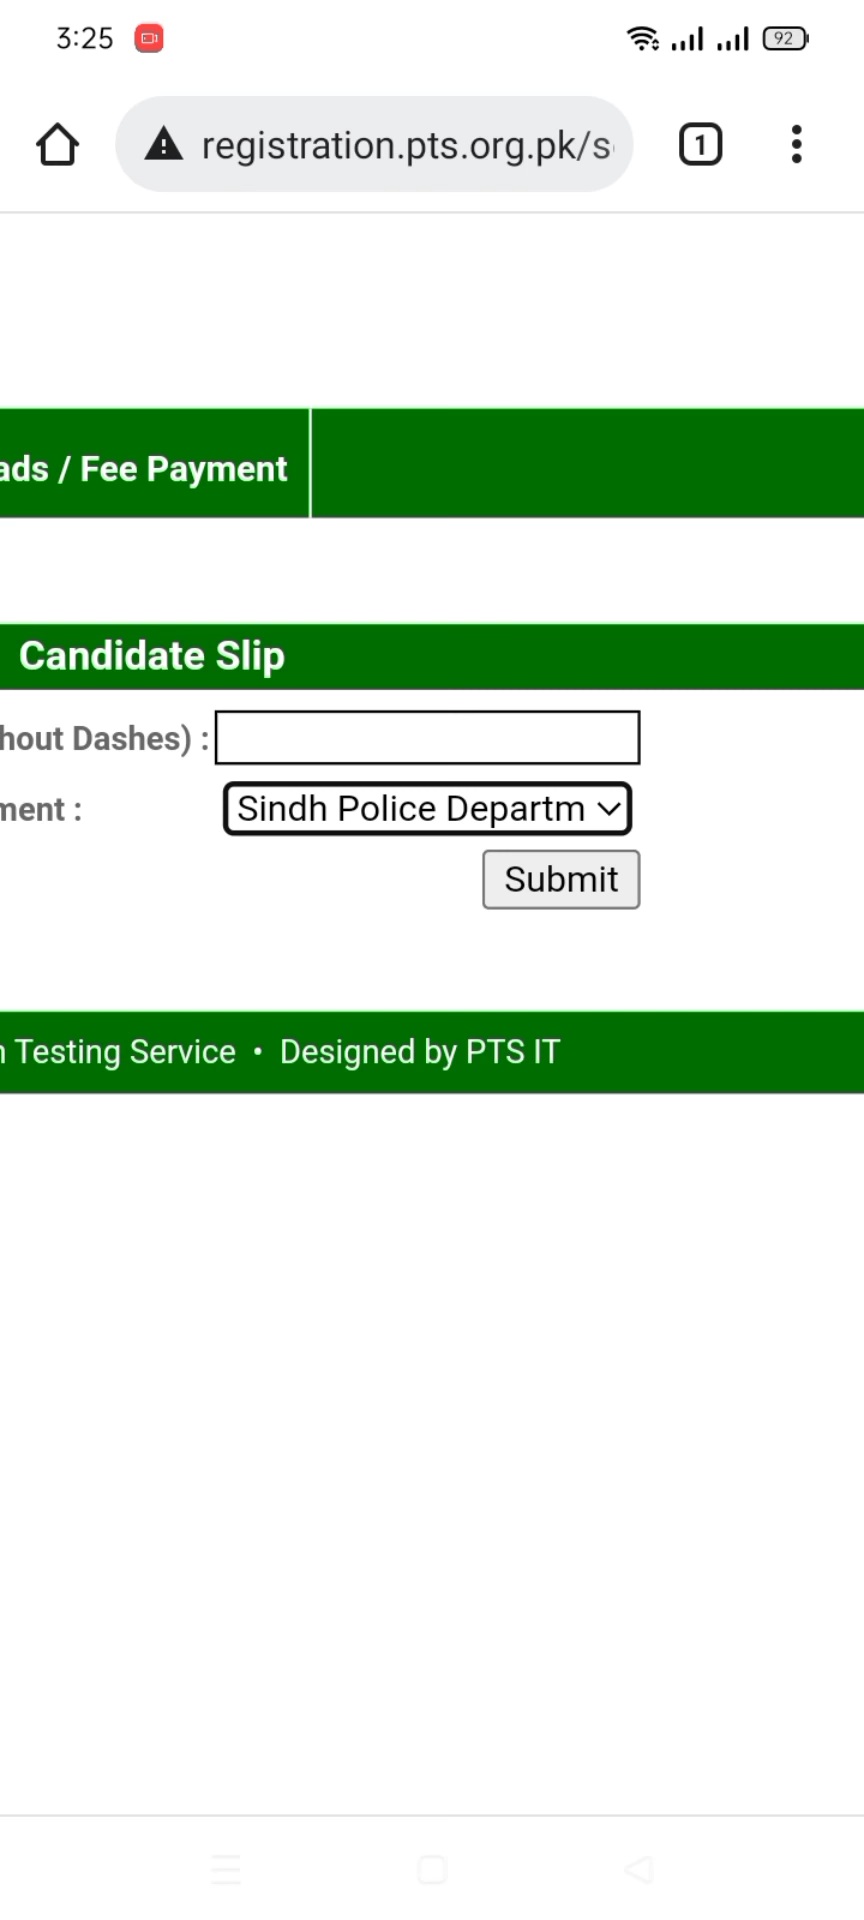 3:25
92
registration.pts.org.pk/s
1
ads / Fee Payment
Candidate Slip
hout Dashes) :
ment :
Sindh Police Departm
Submit
n Testing Service • Designed by PTS IT